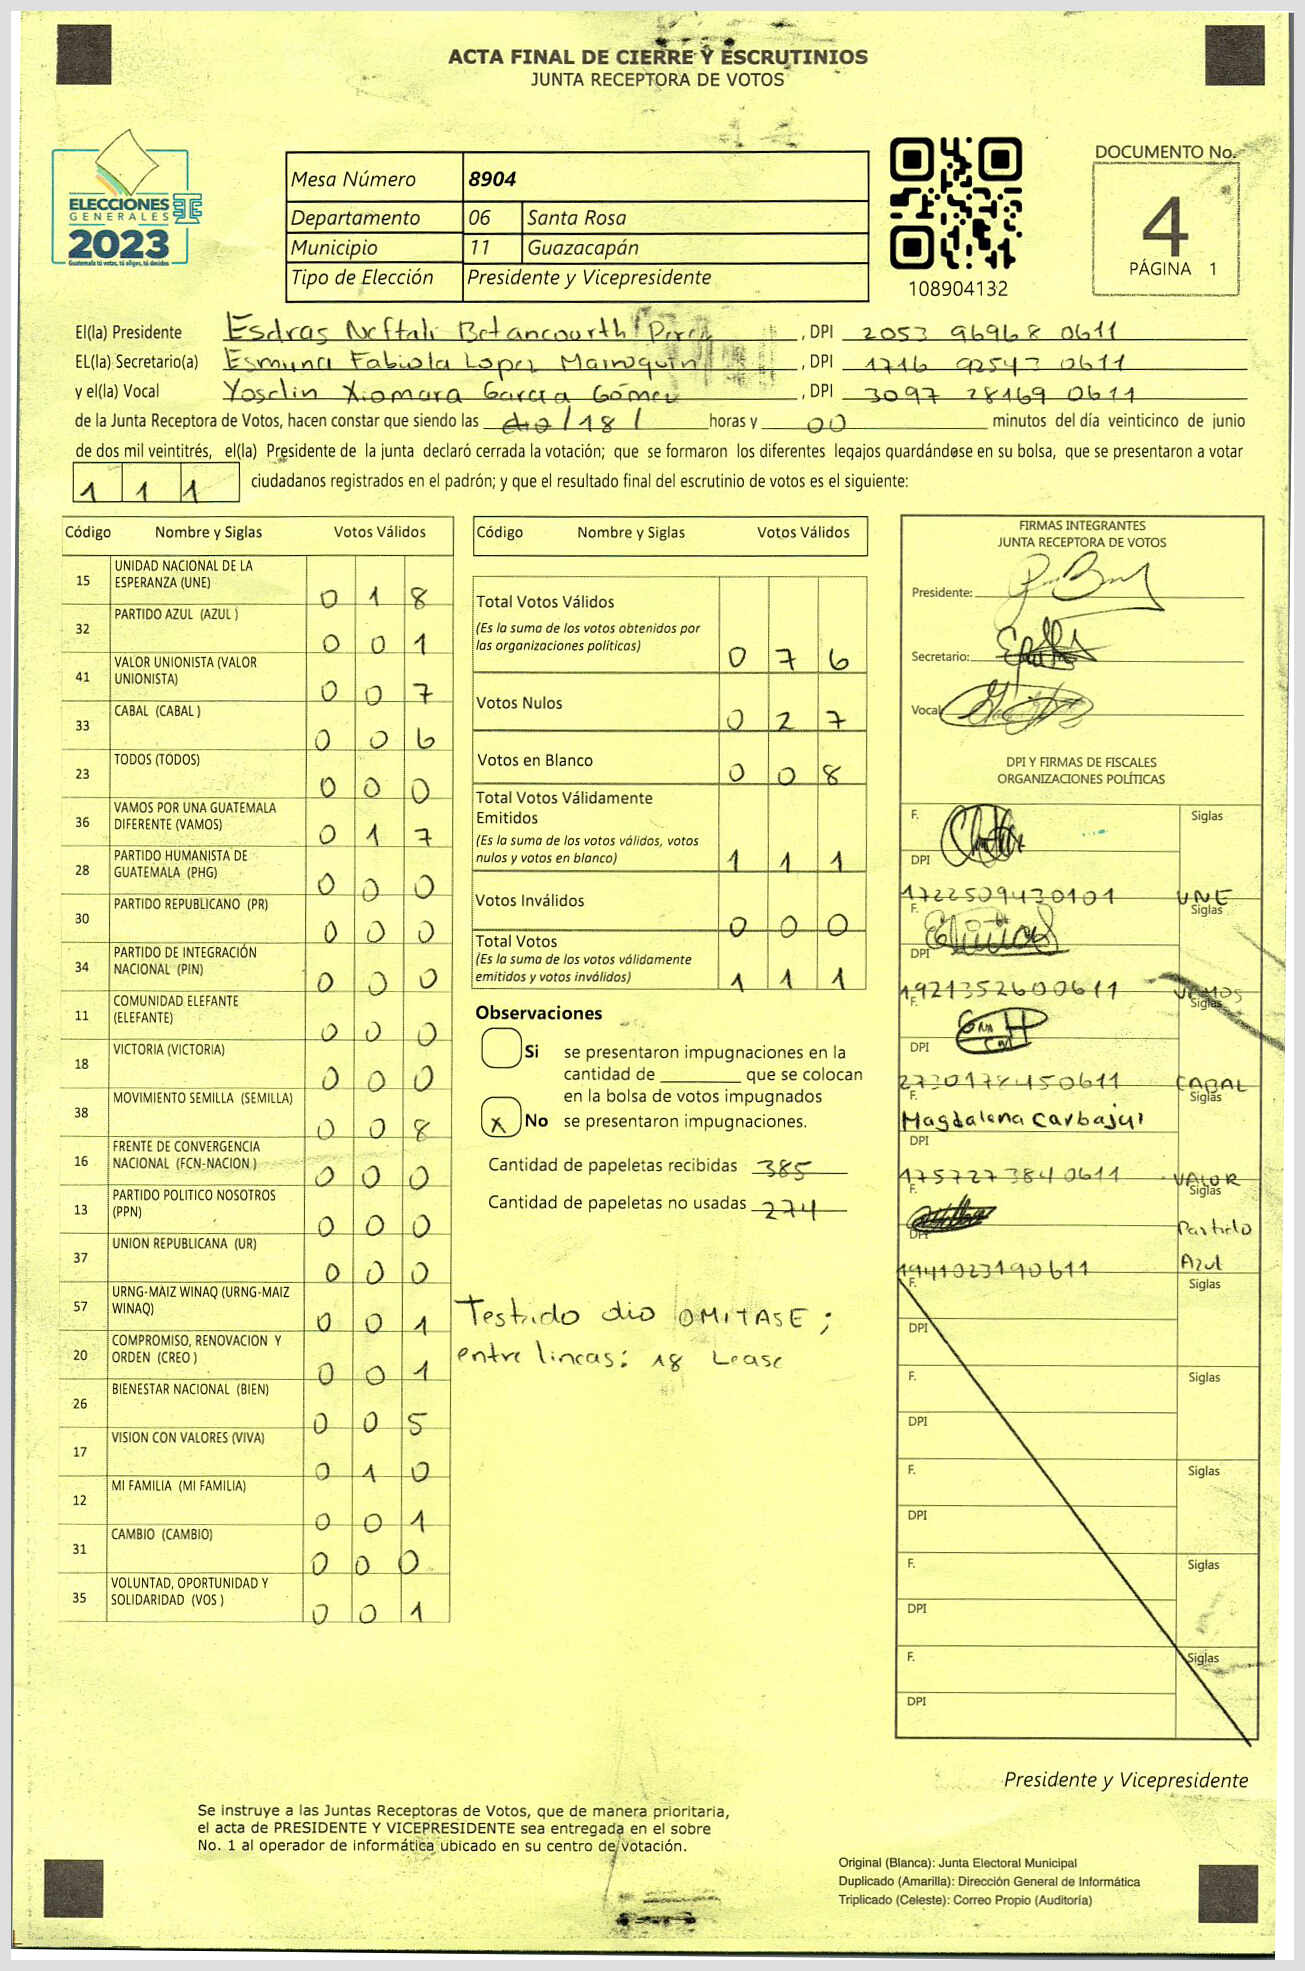 ACTA FINAL DE CIERRE Y ESCRUTINIOS
JUNTA RECEPTORA DE VOTOS
ELECCIONES
GENERALES
2023
Guatemala tú votas, tú eliges, tú decides
Mesa Número 8904
Departamento 06 Santa Rosa
Municipio 11 Guazacapán
Tipo de Elección Presidente y Vicepresidente
108904132
DOCUMENTO No.
4
PÁGINA 1
El(la) Presidente Esdras Neftali Betancourth Perez, DPI 2053 96968 0611
EL(la) Secretario(a) Esmyna Fabiola Lopez Marroquin, DPI 1716 92543 0611
y el(la) Vocal Yoselin Xiomara Garcia Gómez, DPI 3097 28169 0611
de la Junta Receptora de Votos, hacen constar que siendo las dio /18/ horas y 00 minutos del día veinticinco de junio
de dos mil veintitrés, el(la) Presidente de la junta declaró cerrada la votación; que se formaron los diferentes legajos guardándose en su bolsa, que se presentaron a votar
1 1 1 ciudadanos registrados en el padrón; y que el resultado final del escrutinio de votos es el siguiente:
Código Nombre y Siglas Votos Válidos
15 UNIDAD NACIONAL DE LA ESPERANZA (UNE) 0 1 8
32 PARTIDO AZUL (AZUL ) 0 0 1
41 VALOR UNIONISTA (VALOR UNIONISTA) 0 0 7
33 CABAL (CABAL ) 0 0 6
23 TODOS (TODOS) 0 0 0
36 VAMOS POR UNA GUATEMALA DIFERENTE (VAMOS) 0 1 7
28 PARTIDO HUMANISTA DE GUATEMALA (PHG) 0 0 0
30 PARTIDO REPUBLICANO (PR) 0 0 0
34 PARTIDO DE INTEGRACIÓN NACIONAL (PIN) 0 0 0
11 COMUNIDAD ELEFANTE (ELEFANTE) 0 0 0
18 VICTORIA (VICTORIA) 0 0 0
38 MOVIMIENTO SEMILLA (SEMILLA) 0 0 8
16 FRENTE DE CONVERGENCIA NACIONAL (FCN-NACION ) 0 0 0
13 PARTIDO POLITICO NOSOTROS (PPN) 0 0 0
37 UNION REPUBLICANA (UR) 0 0 0
57 URNG-MAIZ WINAQ (URNG-MAIZ WINAQ) 0 0 1
20 COMPROMISO, RENOVACION Y ORDEN (CREO ) 0 0 1
26 BIENESTAR NACIONAL (BIEN) 0 0 5
17 VISION CON VALORES (VIVA) 0 1 0
12 MI FAMILIA (MI FAMILIA) 0 0 1
31 CAMBIO (CAMBIO) 0 0 0
35 VOLUNTAD, OPORTUNIDAD Y SOLIDARIDAD (VOS ) 0 0 1
Código Nombre y Siglas Votos Válidos
Total Votos Válidos
(Es la suma de los votos obtenidos por
las organizaciones políticas) 0 7 6
Votos Nulos 0 2 7
Votos en Blanco 0 0 8
Total Votos Válidamente
Emitidos
(Es la suma de los votos válidos, votos
nulos y votos en blanco) 1 1 1
Votos Inválidos 0 0 0
Total Votos
(Es la suma de los votos válidamente
emitidos y votos inválidos) 1 1 1
Observaciones
Si se presentaron impugnaciones en la
cantidad de ________ que se colocan
en la bolsa de votos impugnados
x No se presentaron impugnaciones.
Cantidad de papeletas recibidas 385
Cantidad de papeletas no usadas 274
Testado dio OMITASE ;
entre lineas: 18 Lease
FIRMAS INTEGRANTES
JUNTA RECEPTORA DE VOTOS
Presidente:
Secretario:
Vocal
DPI Y FIRMAS DE FISCALES
ORGANIZACIONES POLÍTICAS
F. Siglas
DPI
1722509430101 UNE
F. Siglas
DPI
1921352600611 VAMOS
F. Siglas
DPI
2730178450611 CABAL
F. Siglas
Magdalena Carbajal
DPI
1757273840611 VALOR
F. Siglas
DPI Partido
1941023190611 Azul
F. Siglas
DPI
F. Siglas
DPI
F. Siglas
DPI
F. Siglas
DPI
F. Siglas
DPI
Presidente y Vicepresidente
Se instruye a las Juntas Receptoras de Votos, que de manera prioritaria,
el acta de PRESIDENTE Y VICEPRESIDENTE sea entregada en el sobre
No. 1 al operador de informática ubicado en su centro de votación.
Original (Blanca): Junta Electoral Municipal
Duplicado (Amarilla): Dirección General de Informática
Triplicado (Celeste): Correo Propio (Auditoría)